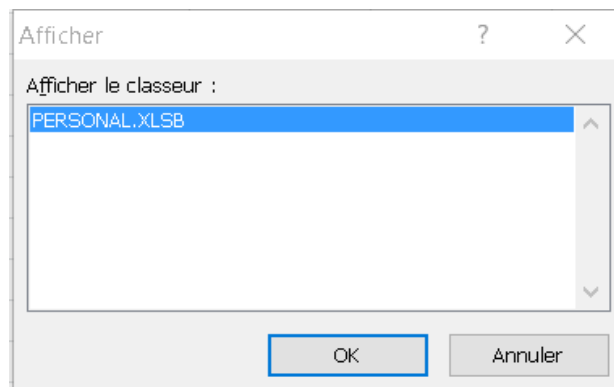 Afficher ?
Afficher le classeur :
PERSONAL.XLSB
OK Annuler